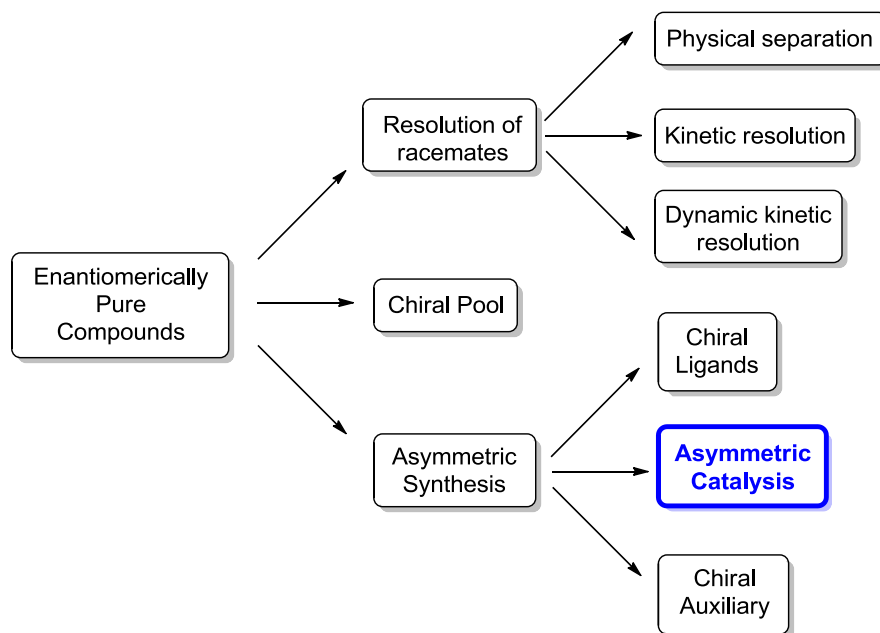 Physical separation
Resolution of
racemates
Kinetic resolution
Dynamic kinetic
resolution
Enantiomerically
Pure
Compounds
Chiral Pool
Chiral
Ligands
Asymmetric
Synthesis
Asymmetric
Catalysis
Chiral
Auxiliary